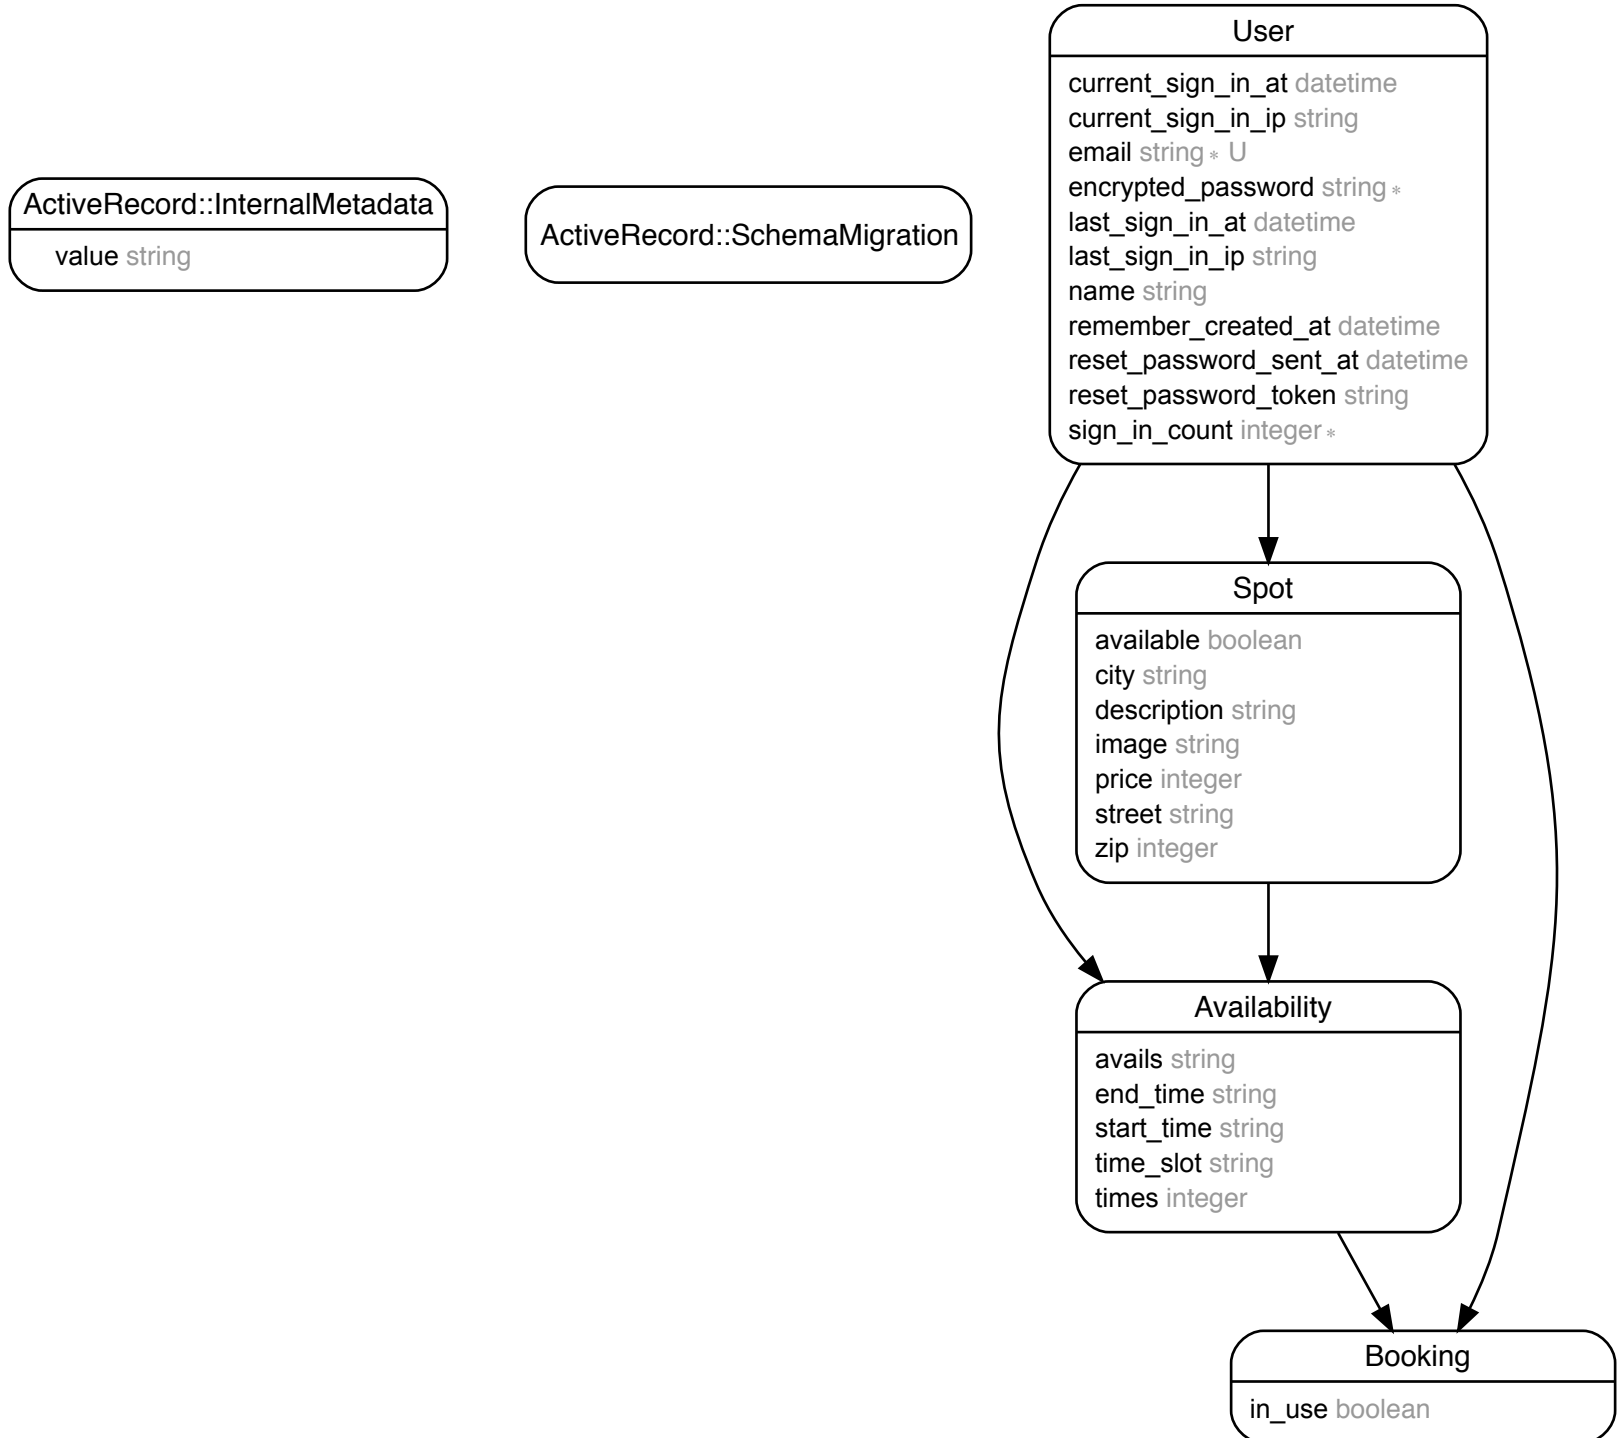 ActiveRecord::InternalMetadata
value string
ActiveRecord::SchemaMigration
User
current_sign_in_at datetime
current_sign_in_ip string
email string * U
encrypted_password string *
last_sign_in_at datetime
last_sign_in_ip string
name string
remember_created_at datetime
reset_password_sent_at datetime
reset_password_token string
sign_in_count integer *
Spot
available boolean
city string
description string
image string
price integer
street string
zip integer
Availability
avails string
end_time string
start_time string
time_slot string
times integer
Booking
in_use boolean